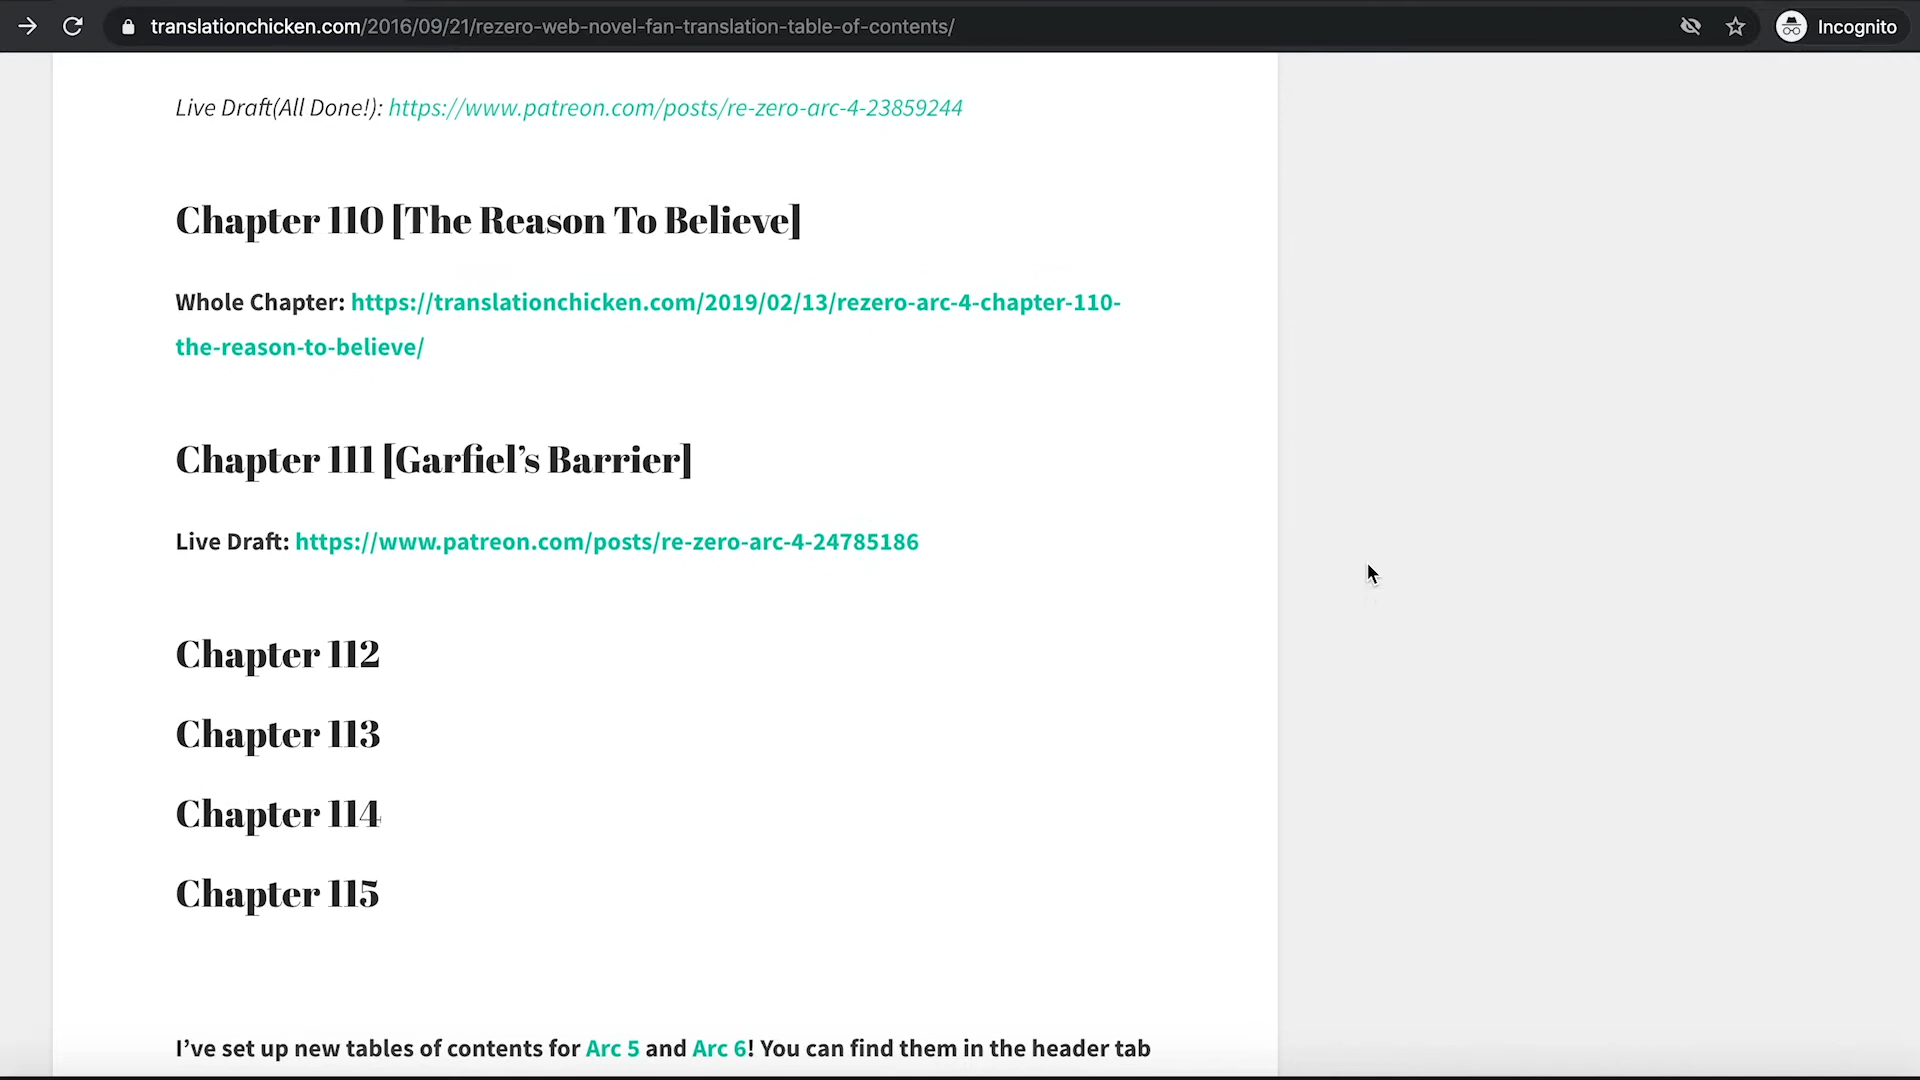 translationchicken.com/2016/09/21/rezero-web-novel-fan-translation-table-of-contents/
Incognito
Live Draft(All Done!): https://www.patreon.com/posts/re-zero-arc-4-23859244
Chapter 110 [The Reason To Believe]
Whole Chapter: https://translationchicken.com/2019/02/13/rezero-arc-4-chapter-110-
the-reason-to-believe/
Chapter 111 [Garfiel’s Barrier]
Live Draft: https://www.patreon.com/posts/re-zero-arc-4-24785186
Chapter 112
Chapter 113
Chapter 114
Chapter 115
I’ve set up new tables of contents for Arc 5 and Arc 6! You can find them in the header tab